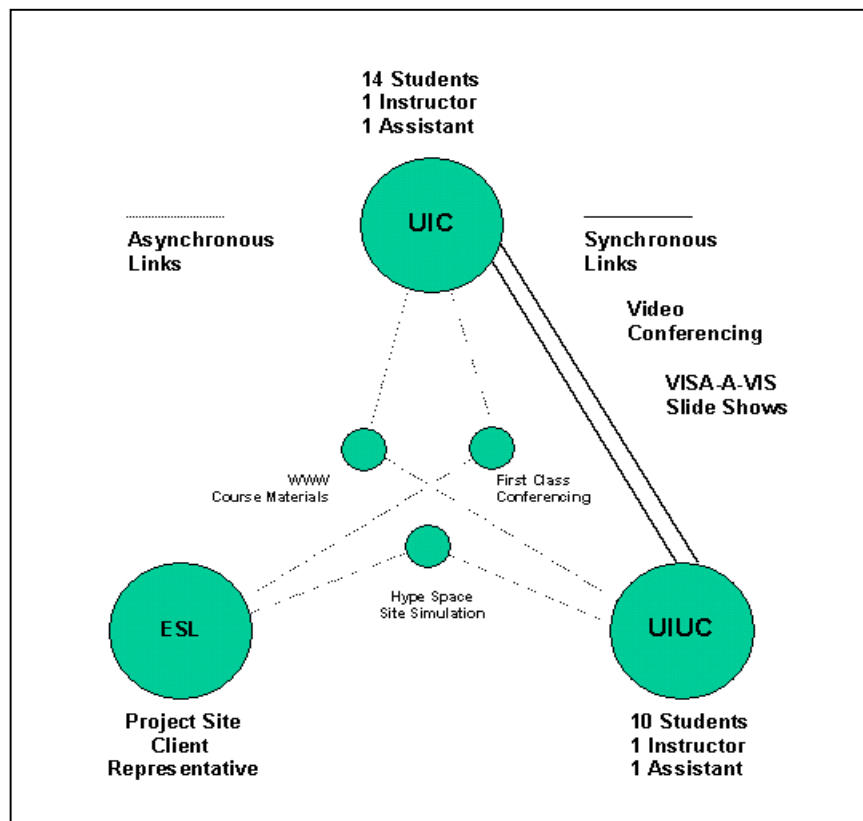 14 Students
1 Instructor
1 Assistant
UIC
Asynchronous
Links
Synchronous
Links
Video
Conferencing
VISA-A-VIS
Slide Shows
WWW
Course Materials
First Class
Conferencing
Hype Space
Site Simulation
ESL
UIUC
Project Site
Client
Representative
10 Students
1 Instructor
1 Assistant